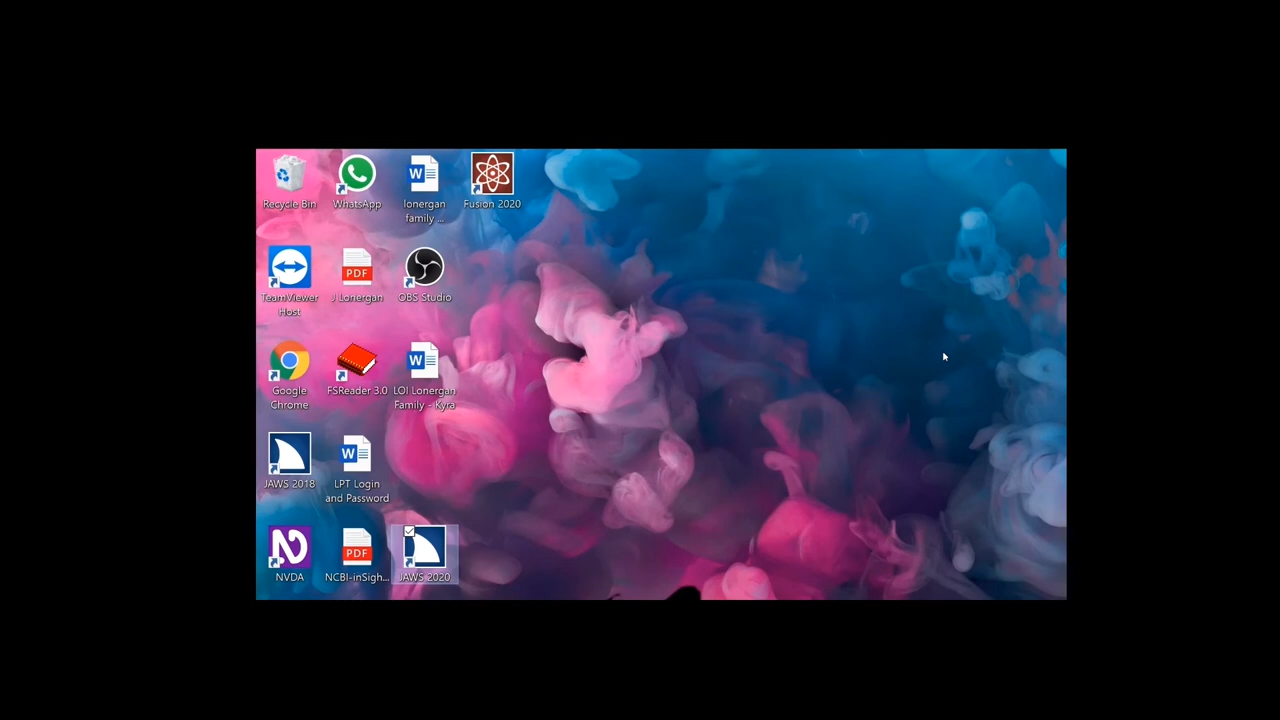 Recycle Bin
WhatsApp
lonergan
family ...
Fusion 2020
TeamViewer
Host
PDF
J Lonergan
OBS Studio
Google
Chrome
FSReader 3.0
W
LOI Lonergan
Family - Kyra
JAWS 2018
W
LPT Login
and Password
NVDA
PDF
NCBI-inSigh...
JAWS 2020